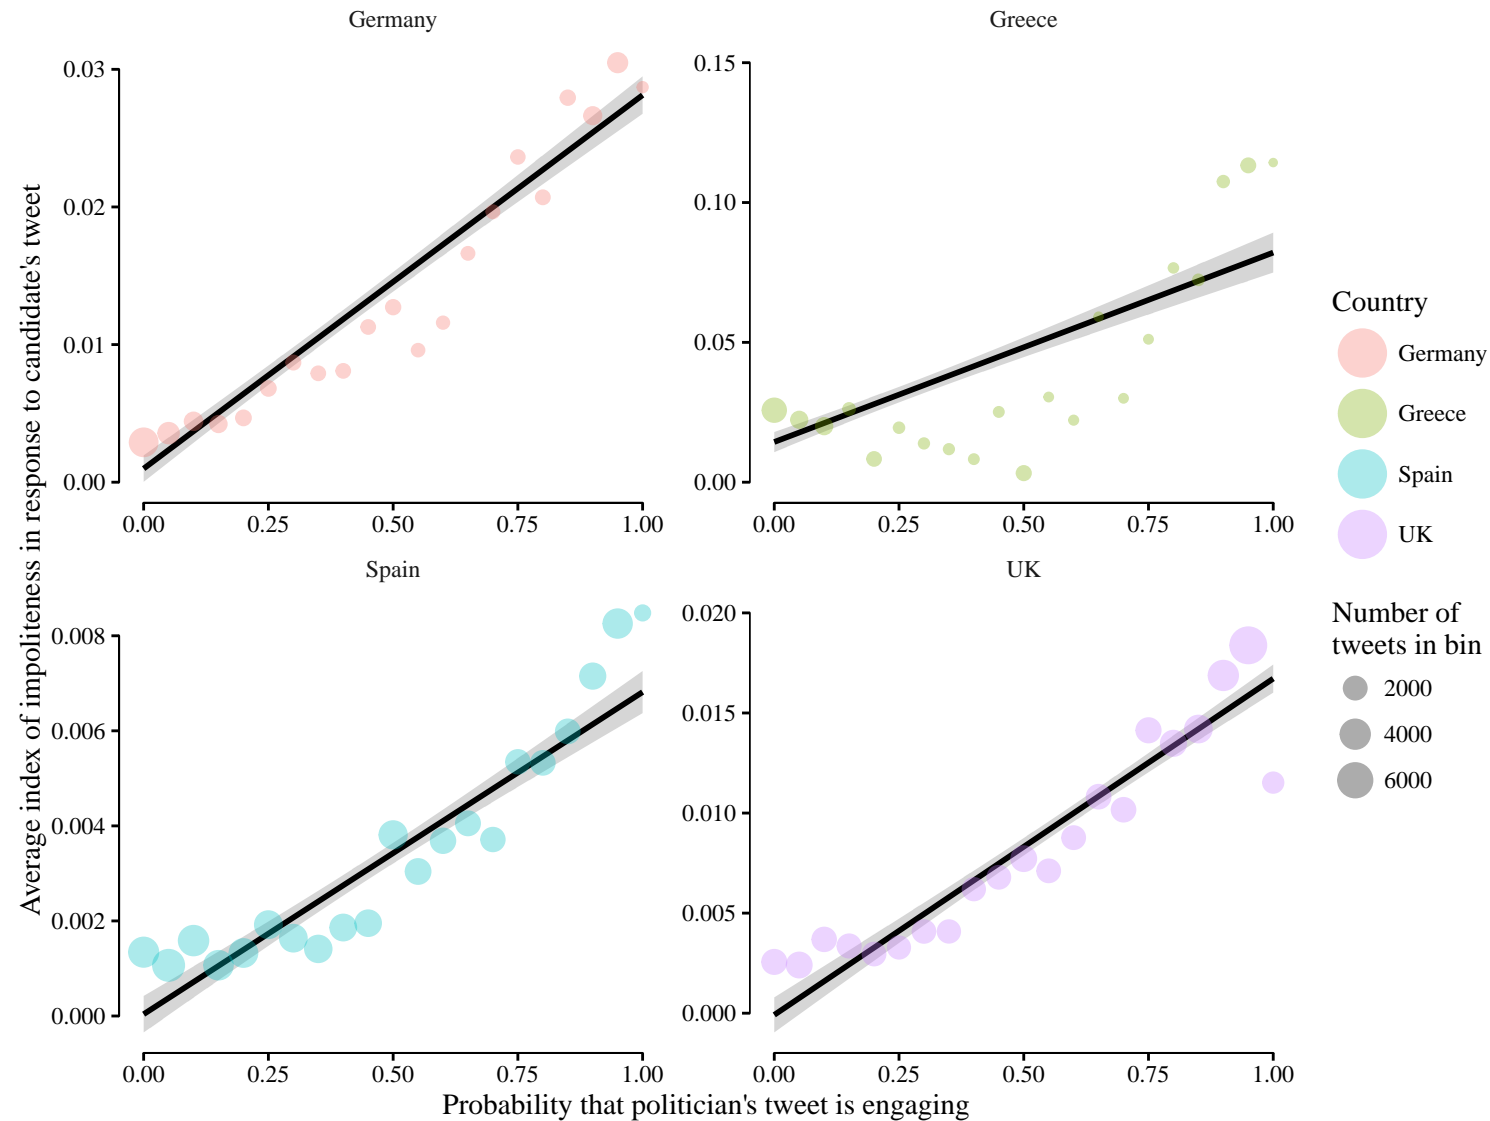 Germany
Greece
0.03
0.02
0.01
0.00
0.00 0.25 0.50 0.75 1.00
0.15
0.10
0.05
0.00
0.00 0.25 0.50 0.75 1.00
Spain
UK
0.008
0.006
0.004
0.002
0.000
0.00 0.25 0.50 0.75 1.00
0.020
0.015
0.010
0.005
0.000
0.00 0.25 0.50 0.75 1.00
Average index of impoliteness in response to candidate's tweet
Probability that politician's tweet is engaging
Country
Germany
Greece
Spain
UK
Number of
tweets in bin
2000
4000
6000